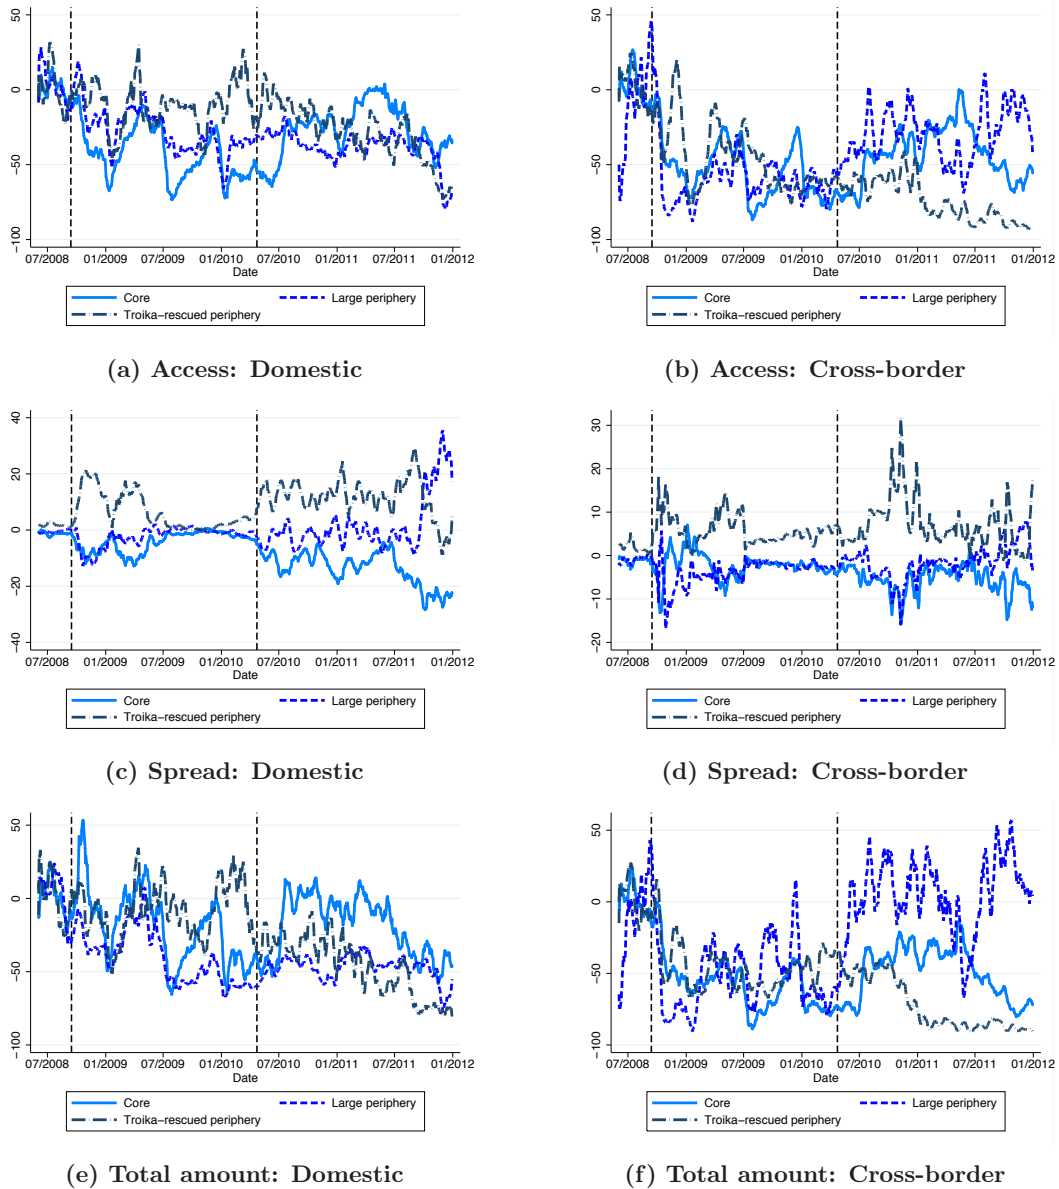 50
0
−50
−100
07/2008 01/2009 07/2009 01/2010 07/2010 01/2011 07/2011 01/2012
Date
Core
Large periphery
Troika−rescued periphery
(a) Access: Domestic
50
0
−50
−100
07/2008 01/2009 07/2009 01/2010 07/2010 01/2011 07/2011 01/2012
Date
Core
Large periphery
Troika−rescued periphery
(b) Access: Cross-border
40
20
0
−20
−40
07/2008 01/2009 07/2009 01/2010 07/2010 01/2011 07/2011 01/2012
Date
Core
Large periphery
Troika−rescued periphery
(c) Spread: Domestic
30
20
10
0
−10
−20
07/2008 01/2009 07/2009 01/2010 07/2010 01/2011 07/2011 01/2012
Date
Core
Large periphery
Troika−rescued periphery
(d) Spread: Cross-border
50
0
−50
−100
07/2008 01/2009 07/2009 01/2010 07/2010 01/2011 07/2011 01/2012
Date
Core
Large periphery
Troika−rescued periphery
(e) Total amount: Domestic
50
0
−50
−100
07/2008 01/2009 07/2009 01/2010 07/2010 01/2011 07/2011 01/2012
Date
Core
Large periphery
Troika−rescued periphery
(f) Total amount: Cross-border